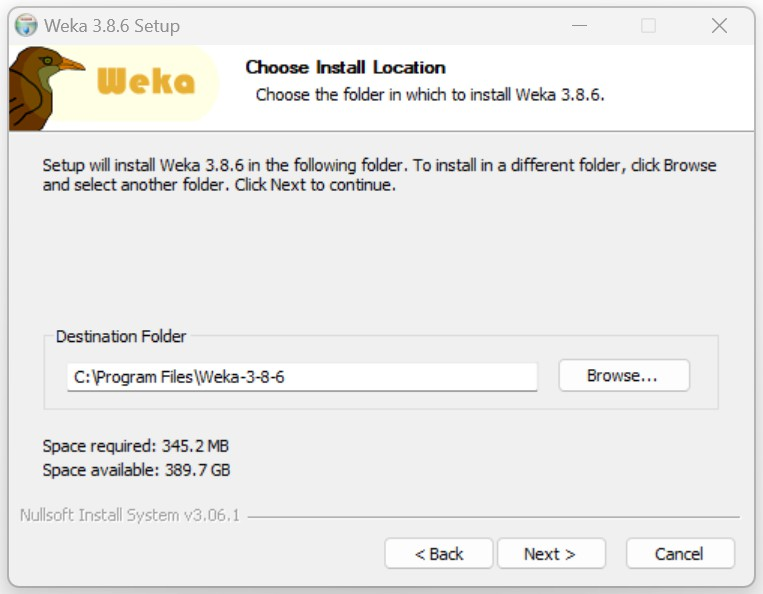 Weka 3.8.6 Setup
Weka
Choose Install Location
Choose the folder in which to install Weka 3.8.6.
Setup will install Weka 3.8.6 in the following folder. To install in a different folder, click Browse
and select another folder. Click Next to continue.
Destination Folder
C:\Program Files\Weka-3-8-6
Browse...
Space required: 345.2 MB
Space available: 389.7 GB
Nullsoft Install System v3.06.1
< Back
Next >
Cancel